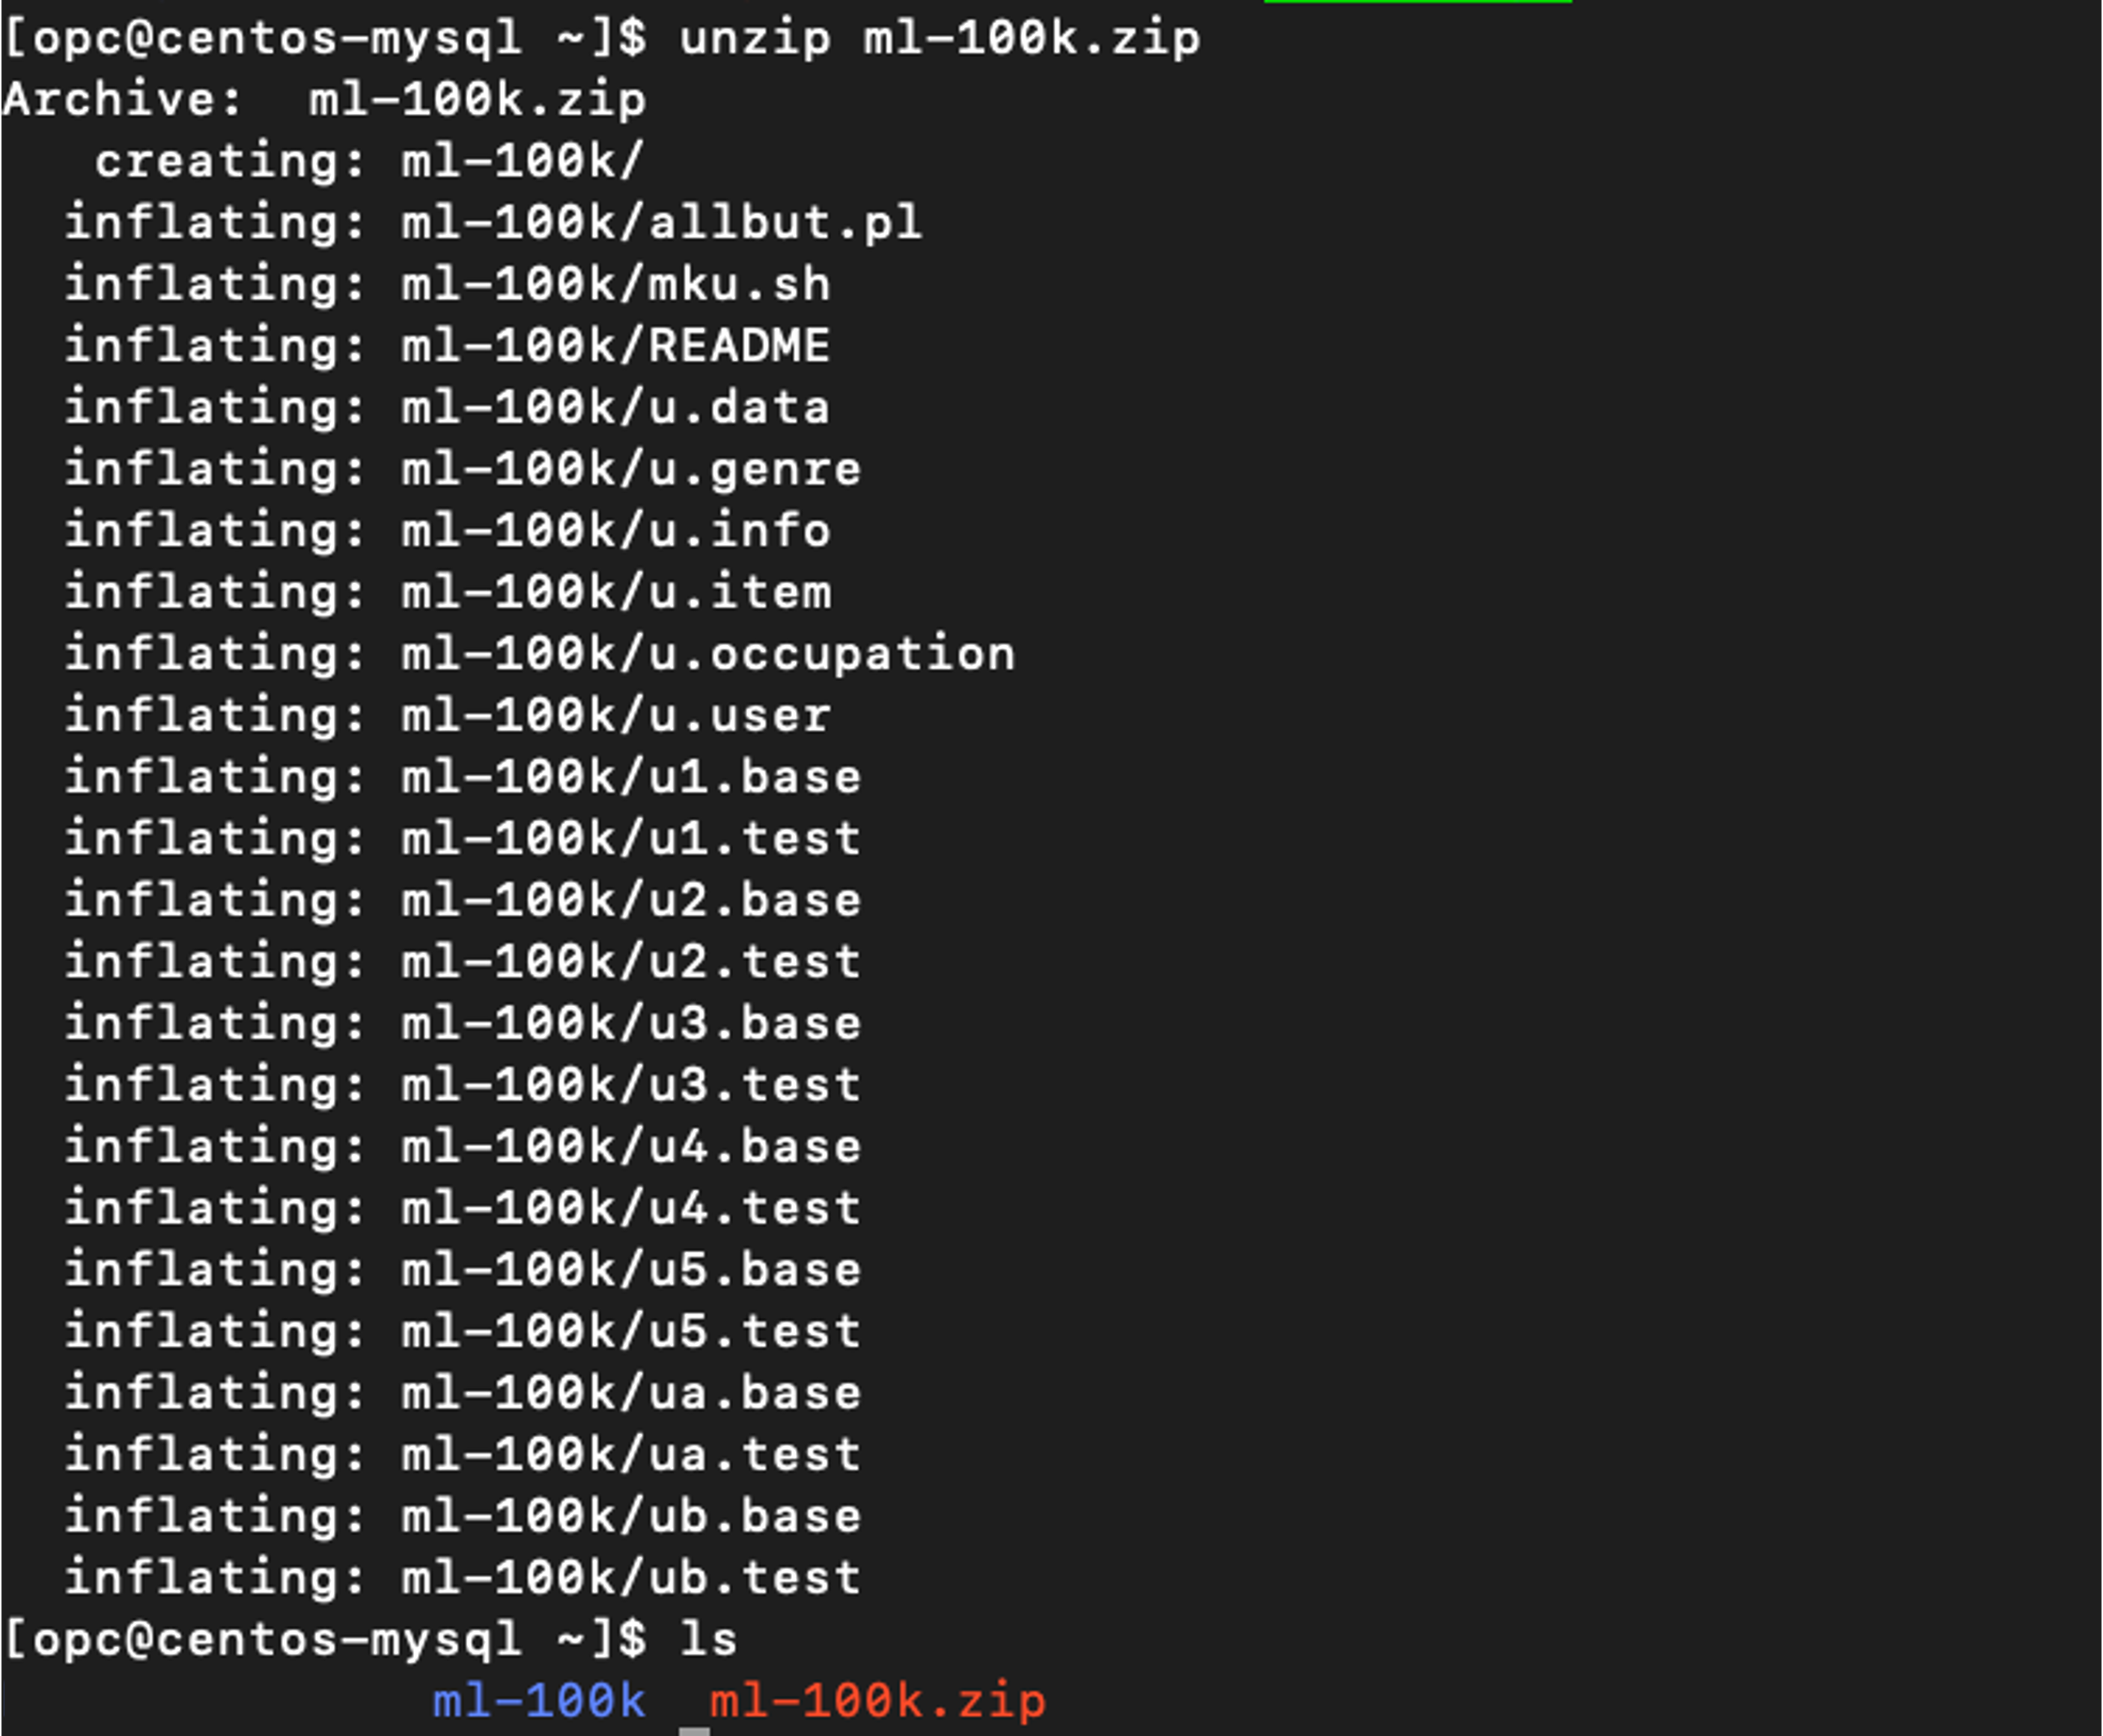 [opc@centos-mysql ~]$ unzip ml-100k.zip
Archive:  ml-100k.zip
   creating: ml-100k/
  inflating: ml-100k/allbut.pl
  inflating: ml-100k/mku.sh
  inflating: ml-100k/README
  inflating: ml-100k/u.data
  inflating: ml-100k/u.genre
  inflating: ml-100k/u.info
  inflating: ml-100k/u.item
  inflating: ml-100k/u.occupation
  inflating: ml-100k/u.user
  inflating: ml-100k/u1.base
  inflating: ml-100k/u1.test
  inflating: ml-100k/u2.base
  inflating: ml-100k/u2.test
  inflating: ml-100k/u3.base
  inflating: ml-100k/u3.test
  inflating: ml-100k/u4.base
  inflating: ml-100k/u4.test
  inflating: ml-100k/u5.base
  inflating: ml-100k/u5.test
  inflating: ml-100k/ua.base
  inflating: ml-100k/ua.test
  inflating: ml-100k/ub.base
  inflating: ml-100k/ub.test
[opc@centos-mysql ~]$ ls
ml-100k  ml-100k.zip